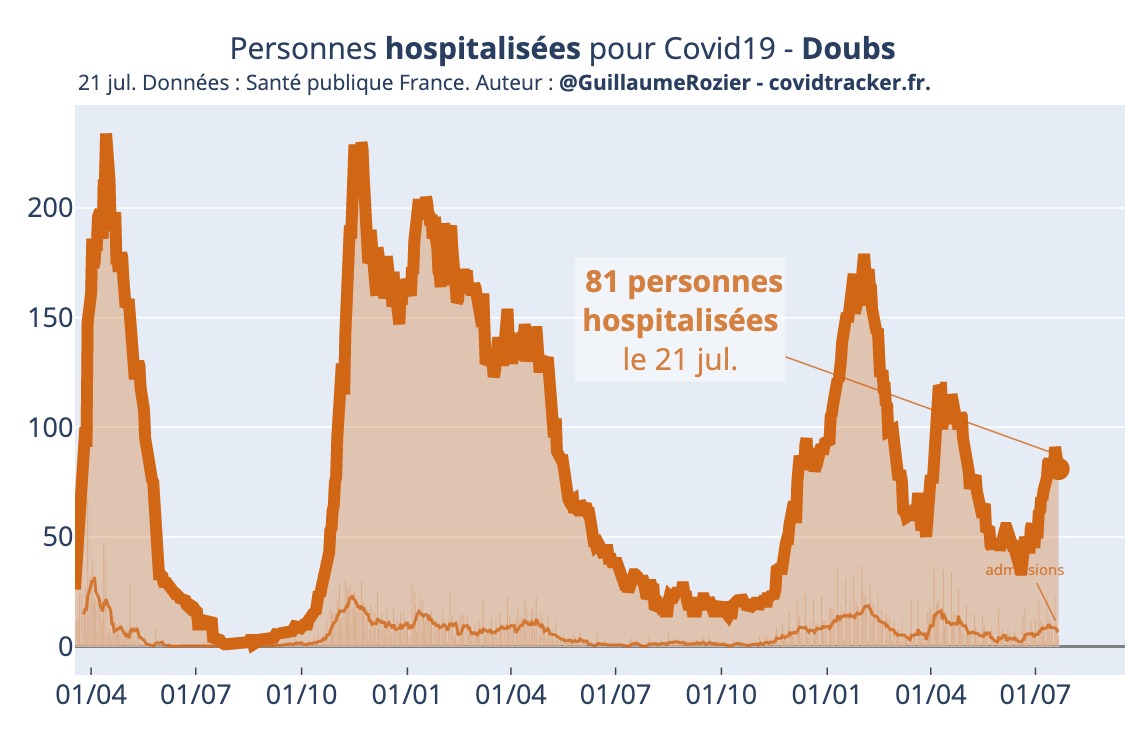 Personnes hospitalisées pour Covid19 - Doubs
21 jul. Données : Santé publique France. Auteur : @GuillaumeRozier - covidtracker.fr.
200
150
100
50
0
81 personnes
hospitalisées
le 21 jul.
admissions
01/04 01/07 01/10 01/01 01/04 01/07 01/10 01/01 01/04 01/07